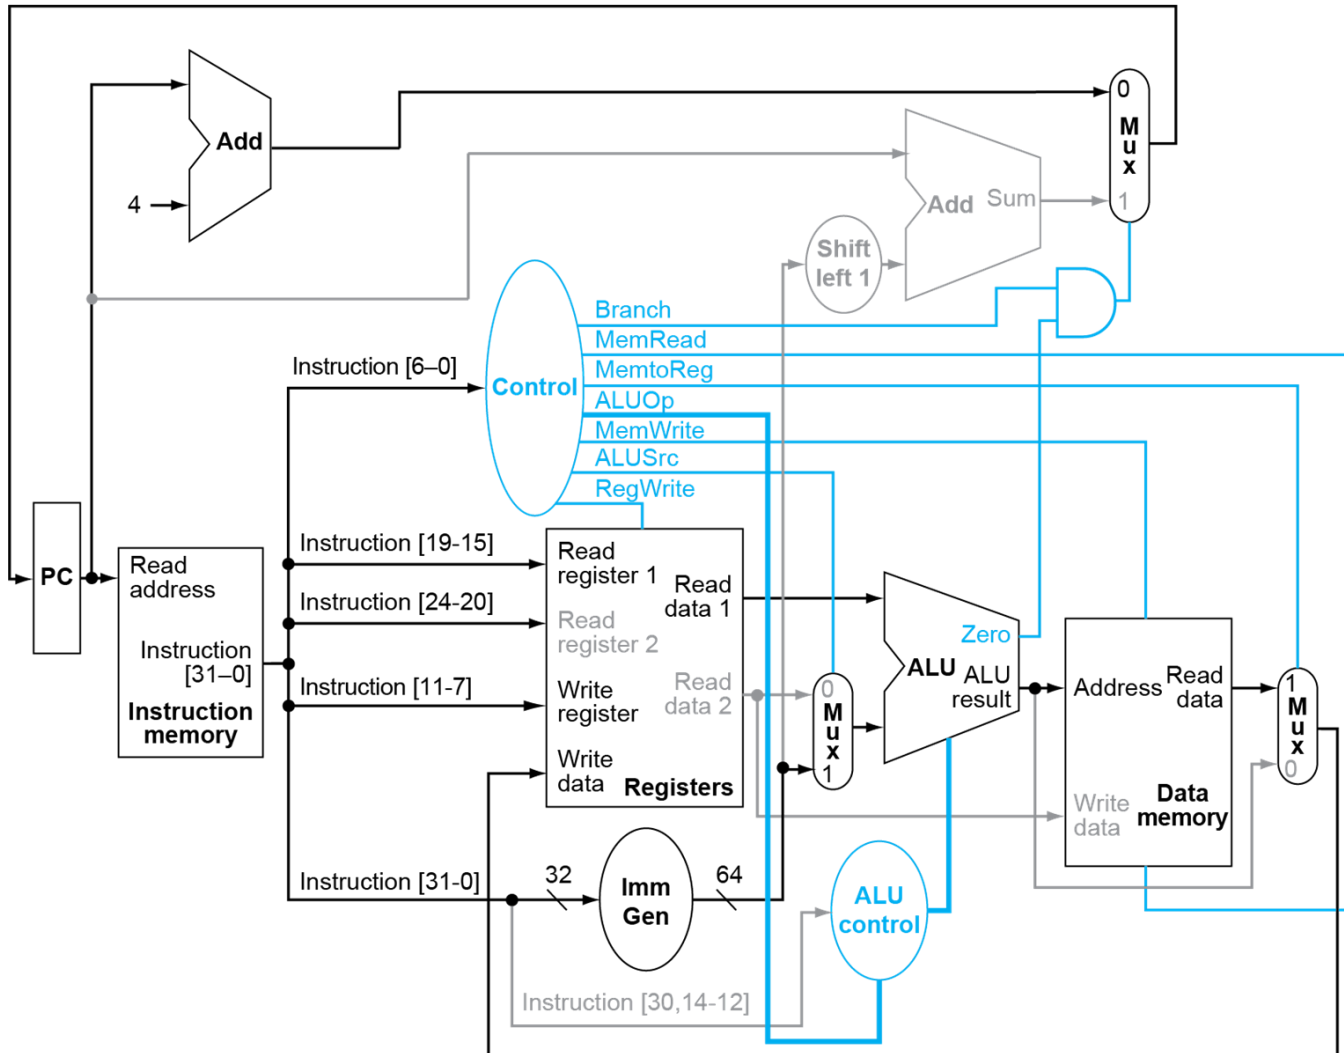 Add
4
0
Mux
1
Add Sum
Shift
left 1
Branch
MemRead
MemtoReg
ALUOp
MemWrite
ALUSrc
RegWrite
Control
Instruction [6–0]
PC
Read
address
Instruction
[31–0]
Instruction
memory
Instruction [19-15]
Instruction [24-20]
Instruction [11-7]
Instruction [31-0]
Read
register 1
Read
register 2
Write
register
Write
data
Read
data 1
Read
data 2
Registers
0
Mux
1
Zero
ALU
ALU
result
Address
Read
data
Write
data
Data
memory
1
Mux
0
32
Imm
Gen
64
ALU
control
Instruction [30,14-12]